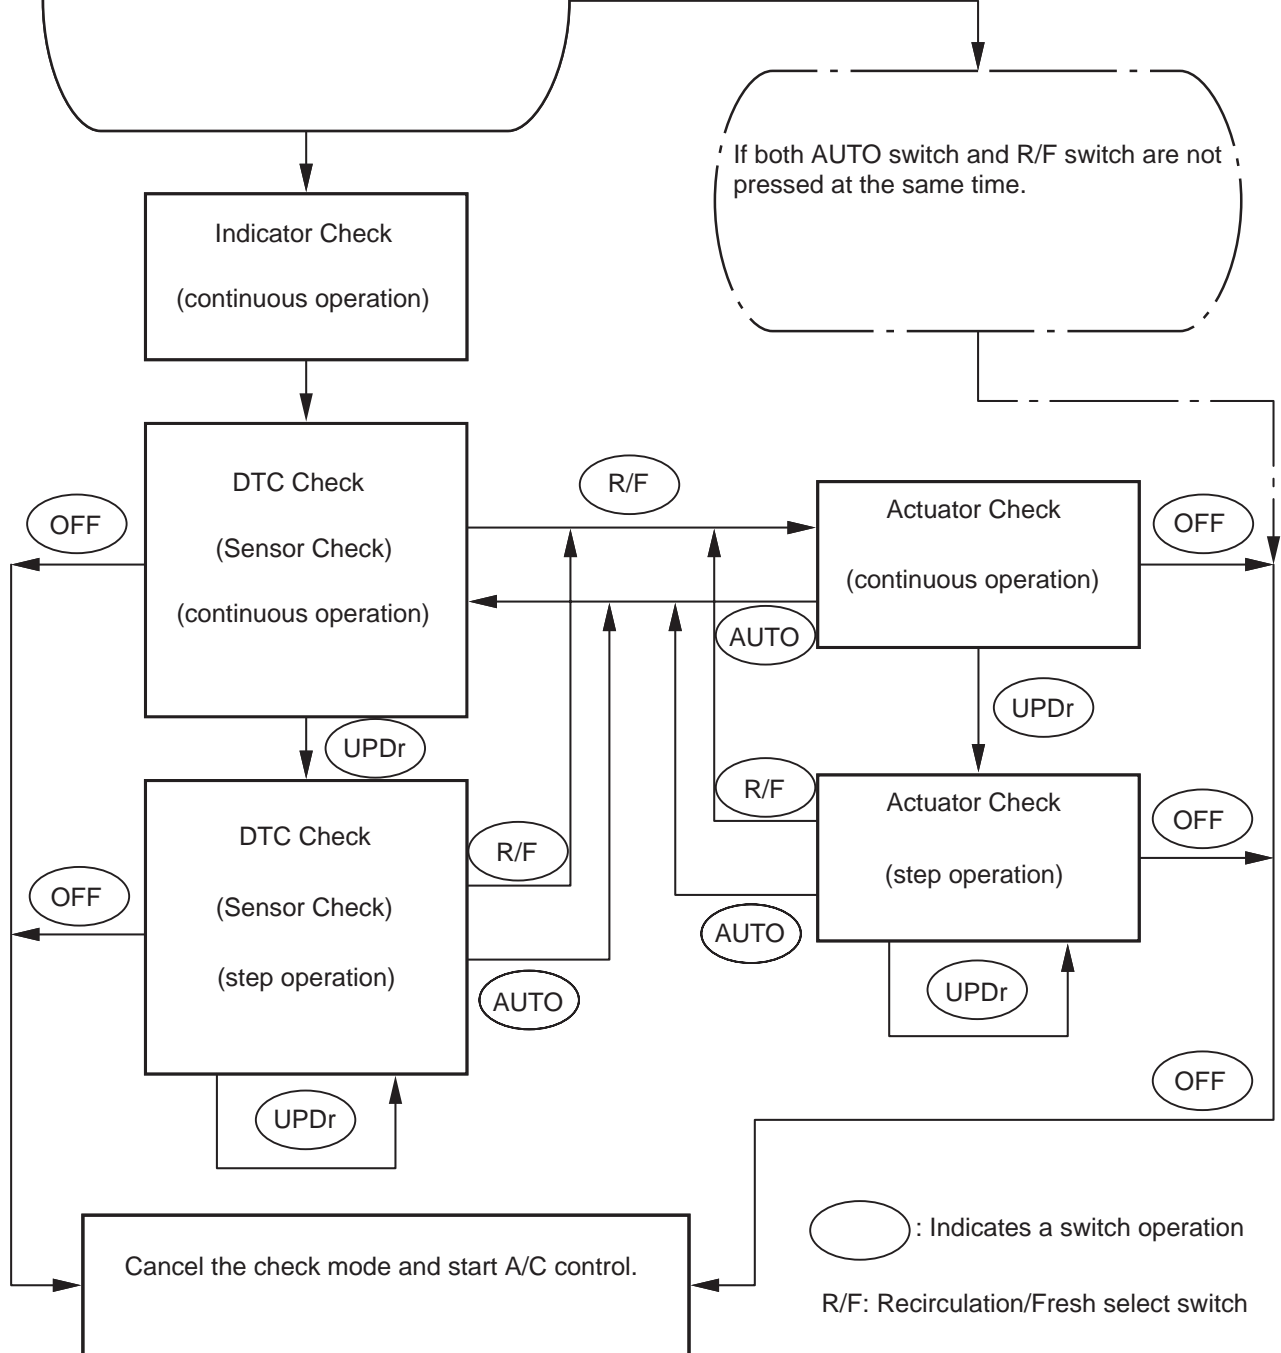 If both AUTO switch and R/F switch are not
pressed at the same time.
Indicator Check
(continuous operation)
DTC Check
(Sensor Check)
(continuous operation)
OFF
R/F
Actuator Check
(continuous operation)
OFF
AUTO
UPDr
UPDr
DTC Check
(Sensor Check)
(step operation)
OFF
R/F
AUTO
R/F
AUTO
Actuator Check
(step operation)
OFF
UPDr
UPDr
OFF
Cancel the check mode and start A/C control.
: Indicates a switch operation
R/F: Recirculation/Fresh select switch